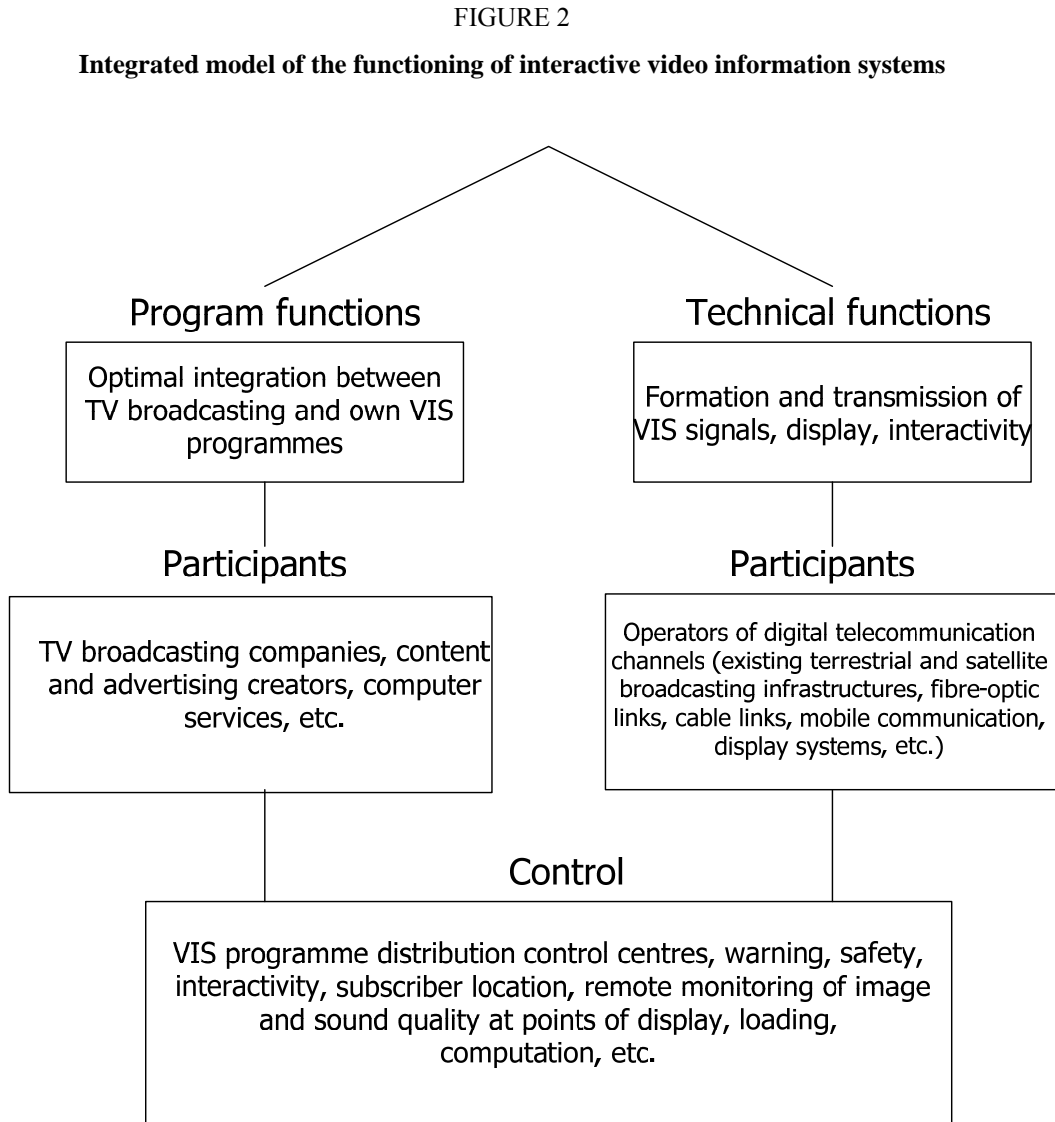 FIGURE 2
Integrated model of the functioning of interactive video information systems
Program functions
Optimal integration between
TV broadcasting and own VIS
programmes
Participants
TV broadcasting companies, content
and advertising creators, computer
services, etc.
Technical functions
Formation and transmission of
VIS signals, display, interactivity
Participants
Operators of digital telecommunication
channels (existing terrestrial and satellite
broadcasting infrastructures, fibre-optic
links, cable links, mobile communication,
display systems, etc.)
Control
VIS programme distribution control centres, warning, safety,
interactivity, subscriber location, remote monitoring of image
and sound quality at points of display, loading,
computation, etc.